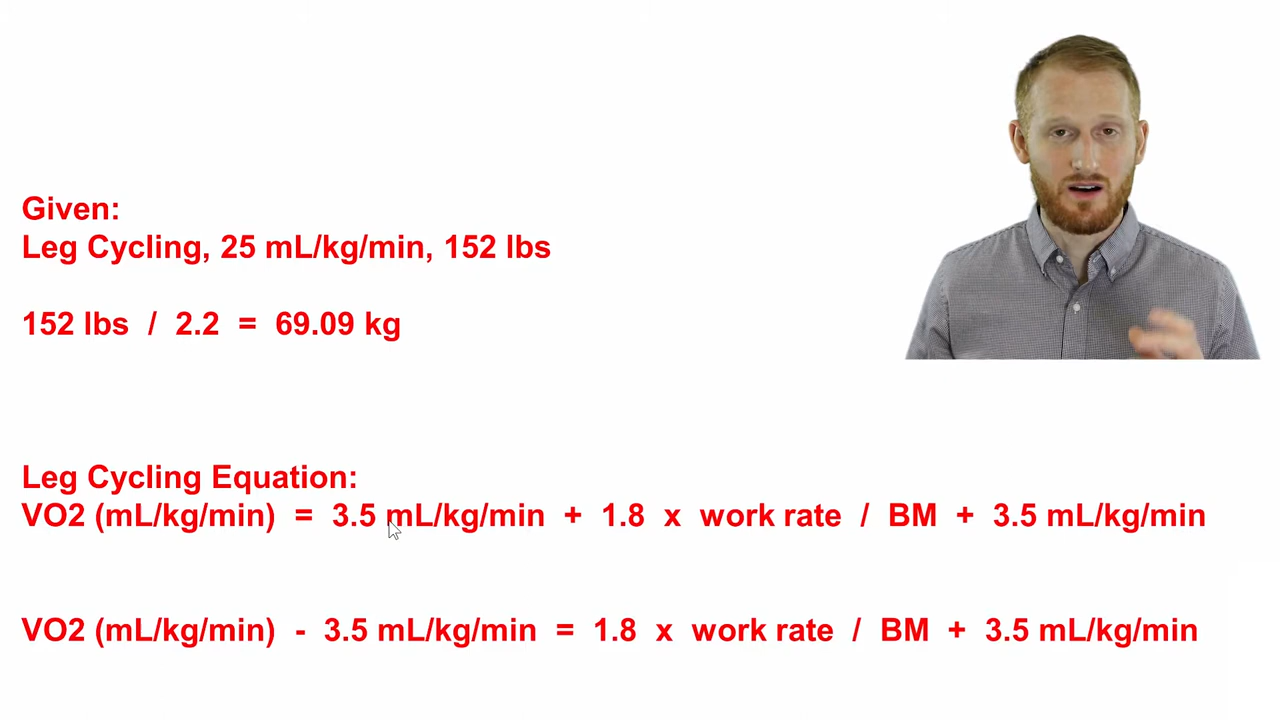 Given:
Leg Cycling, 25 mL/kg/min, 152 lbs
152 lbs / 2.2 = 69.09 kg
Leg Cycling Equation:
VO2 (mL/kg/min) = 3.5 mL/kg/min + 1.8 x work rate / BM + 3.5 mL/kg/min
VO2 (mL/kg/min) - 3.5 mL/kg/min = 1.8 x work rate / BM + 3.5 mL/kg/min